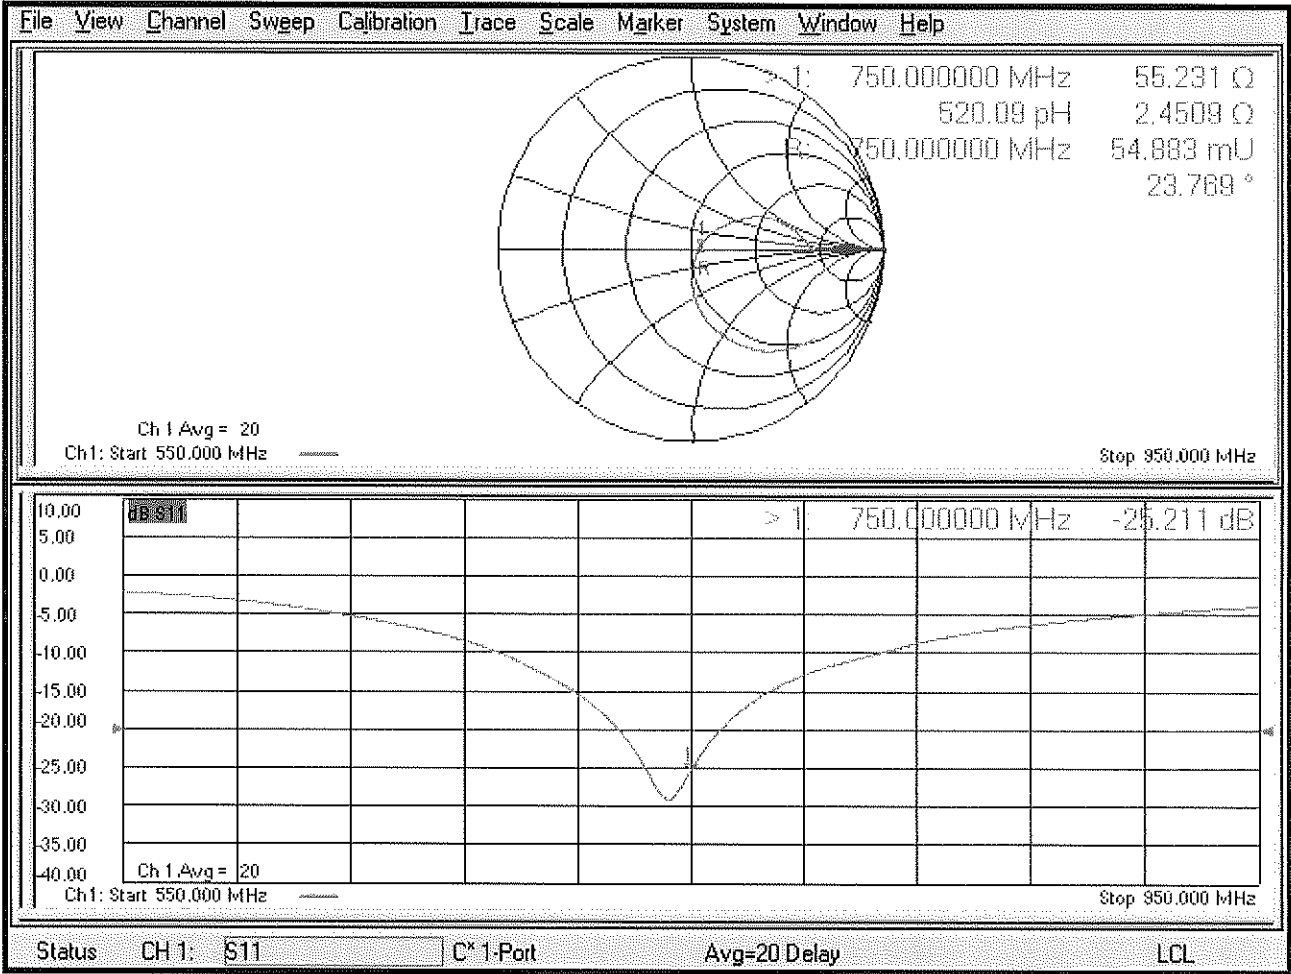 File View Channel Sweep Calibration Trace Scale Marker System Window Help
> 1: 750.000000 MHz 55.231 Ω
520.09 pH 2.4509 Ω
R: 750.000000 MHz 54.883 mU
23.769 °
1
R
Ch 1 Avg = 20
Ch1: Start 550.000 MHz
Stop 950.000 MHz
dB S11
> 1: 750.000000 MHz -25.211 dB
10.00
5.00
0.00
-5.00
-10.00
-15.00
-20.00
-25.00
-30.00
-35.00
-40.00
1
Ch 1 Avg = 20
Ch1: Start 550.000 MHz
Stop 950.000 MHz
Status CH 1: S11 C* 1-Port Avg=20 Delay LCL